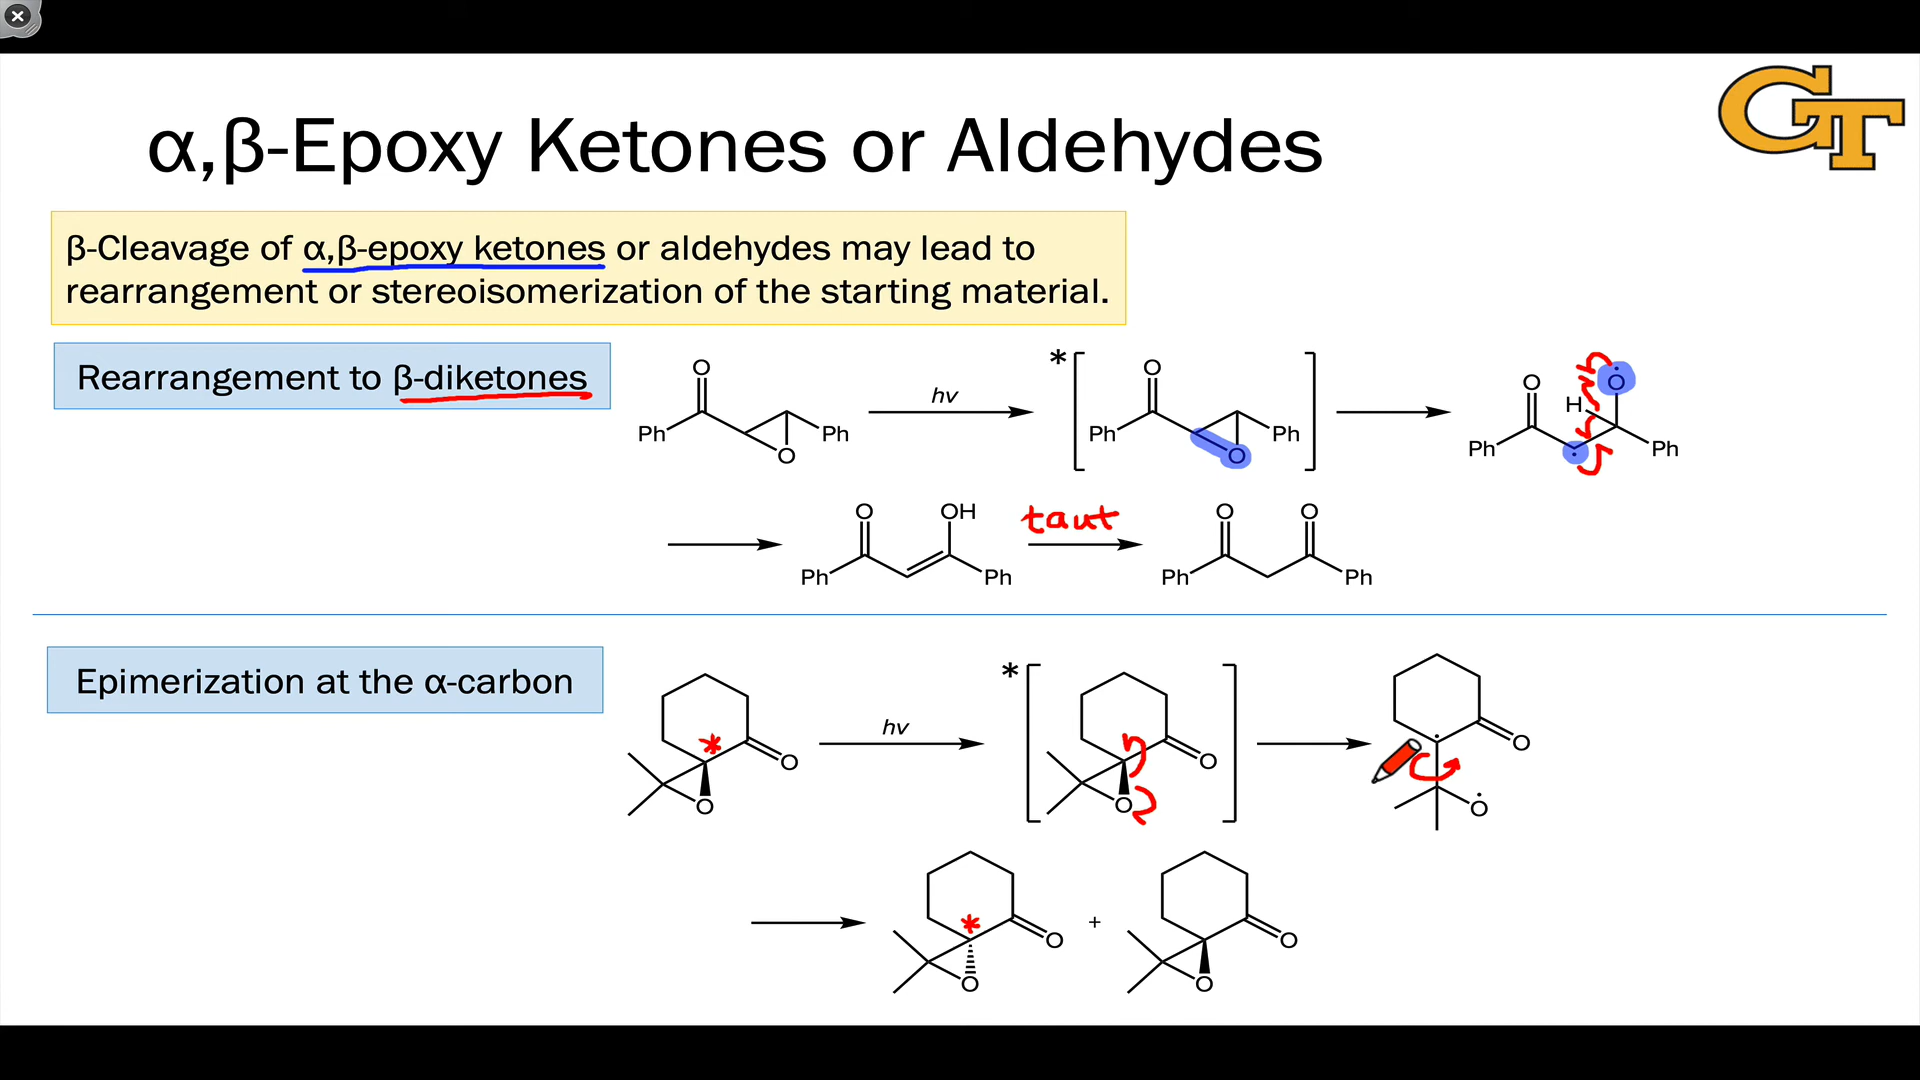 GT
α,β-Epoxy Ketones or Aldehydes
β-Cleavage of α,β-epoxy ketones or aldehydes may lead to
rearrangement or stereoisomerization of the starting material.
Rearrangement to β-diketones
O
Ph
O
Ph
hv
*
O
Ph
O
Ph
O
Ph
H
O
Ph
O
Ph
OH
Ph
taut
O
Ph
O
Ph
Epimerization at the α-carbon
*
O
O
hv
*
O
O
O
O
*
O
O
+
O
O